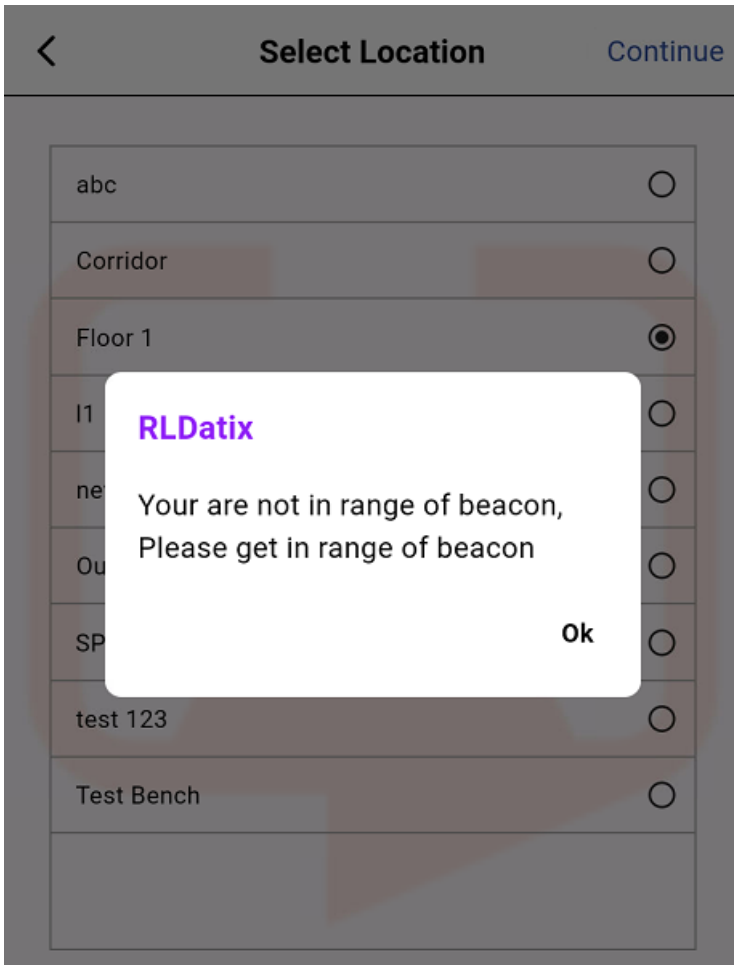 Select Location
Continue
abc
Corridor
Floor 1
l1
RLDatix
Your are not in range of beacon,
Please get in range of beacon
Ok
test 123
Test Bench